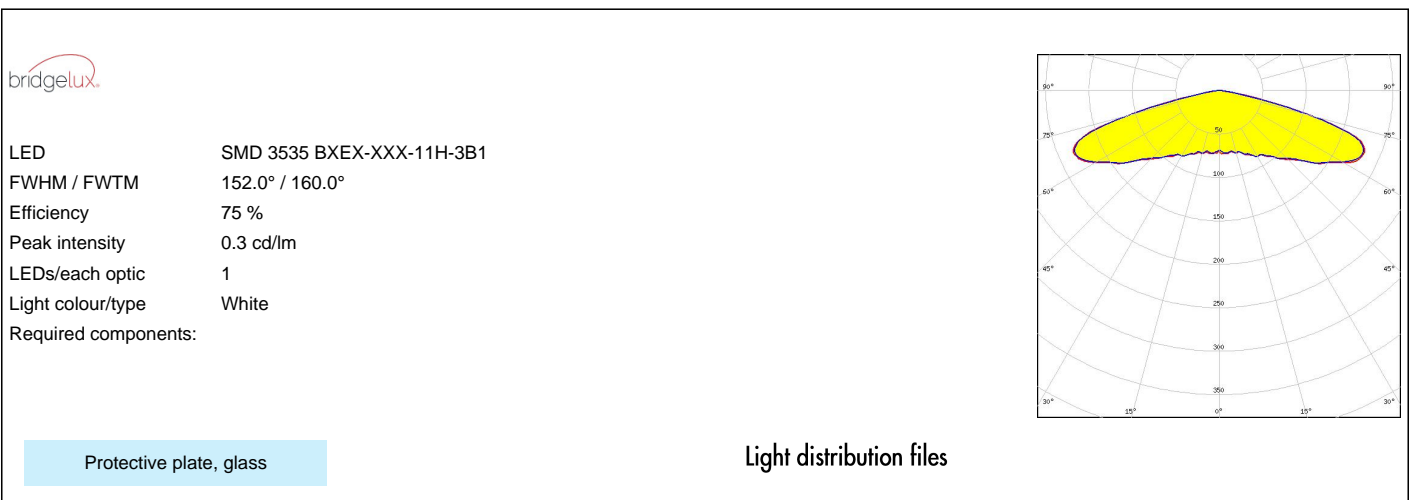 bridgelux.
LED SMD 3535 BXEX-XXX-11H-3B1
FWHM / FWTM 152.0° / 160.0°
Efficiency 75 %
Peak intensity 0.3 cd/lm
LEDs/each optic 1
Light colour/type White
Required components:
Protective plate, glass
Light distribution files
90° 90°
75° 50 75°
100
60° 60°
150
200
45° 45°
250
300
350
30° 15° 0° 15° 30°